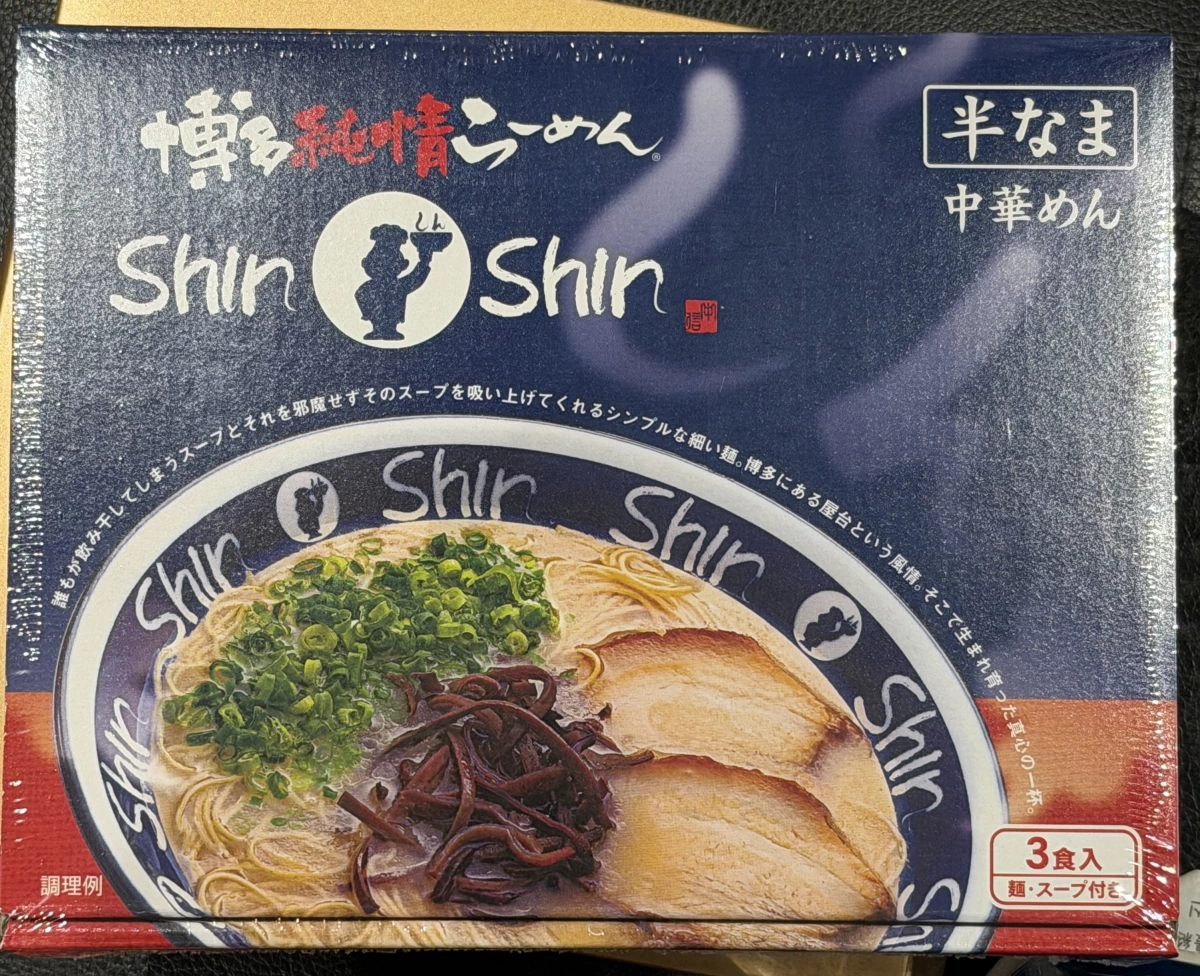 博多純情らーめん®
しん
Shin Shin
中信
半なま
中華めん
誰もが飲み干してしまうスープとそれを邪魔せずそのスープを吸い上げてくれるシンプルな細い麺。博多にある屋台という風情。そこで生まれ育った真心の一杯。
Shin Shin Shin Shin Shin
調理例
3食入
麺・スープ付き